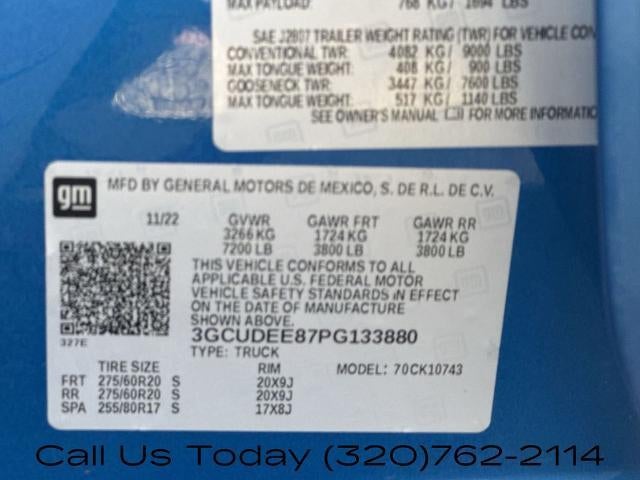 MAX PAYLOAD: 768 KG/ 1694 LBS
SAE J2807 TRAILER WEIGHT RATING (TWR) FOR VEHICLE CON
CONVENTIONAL TWR: 4082 KG/ 9000 LBS
MAX TONGUE WEIGHT: 408 KG/ 900 LBS
GOOSENECK TWR: 3447 KG/ 7600 LBS
MAX TONGUE WEIGHT: 517 KG/ 1140 LBS
SEE OWNER'S MANUAL FOR MORE INFORMATIO
gm MFD BY GENERAL MOTORS DE MEXICO, S. DE R.L. DE C.V.
11/22 GVWR GAWR FRT GAWR RR
3266 KG 1724 KG 1724 KG
7200 LB 3800 LB 3800 LB
THIS VEHICLE CONFORMS TO ALL
APPLICABLE U.S. FEDERAL MOTOR
VEHICLE SAFETY STANDARDS IN EFFECT
ON THE DATE OF MANUFACTURE
SHOWN ABOVE.
327E 3GCUDEE87PG133880
TYPE: TRUCK
TIRE SIZE RIM MODEL: 70CK10743
FRT 275/60R20 S 20X9J
RR 275/60R20 S 20X9J
SPA 255/80R17 S 17X8J
Call Us Today (320)762-2114